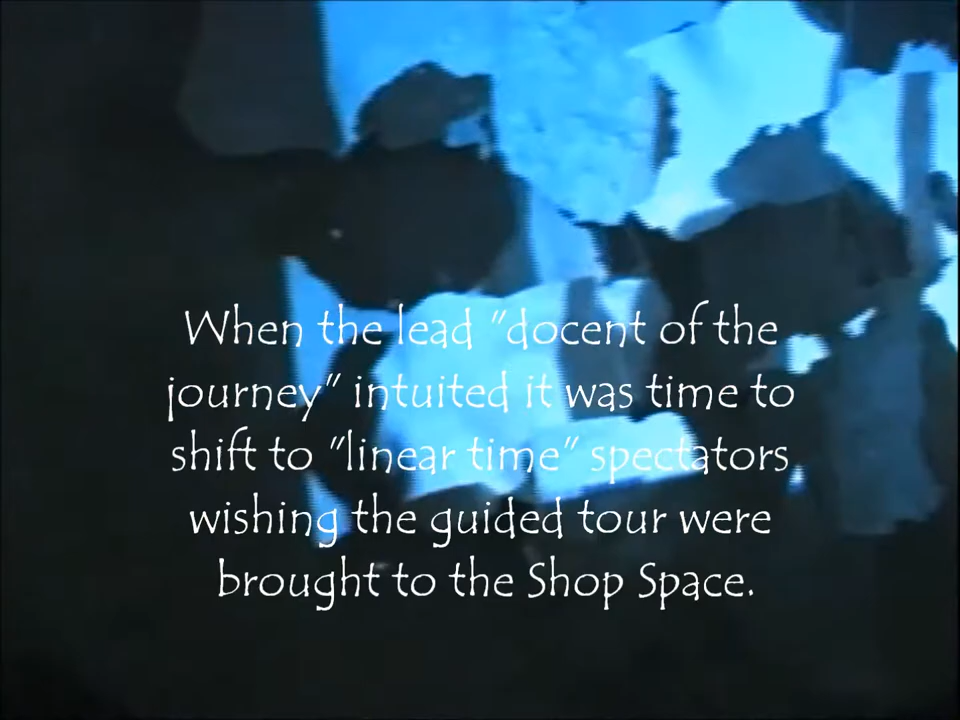 When the lead "docent of the
journey" intuited it was time to
shift to "linear time" spectators
wishing the guided tour were
brought to the Shop Space.